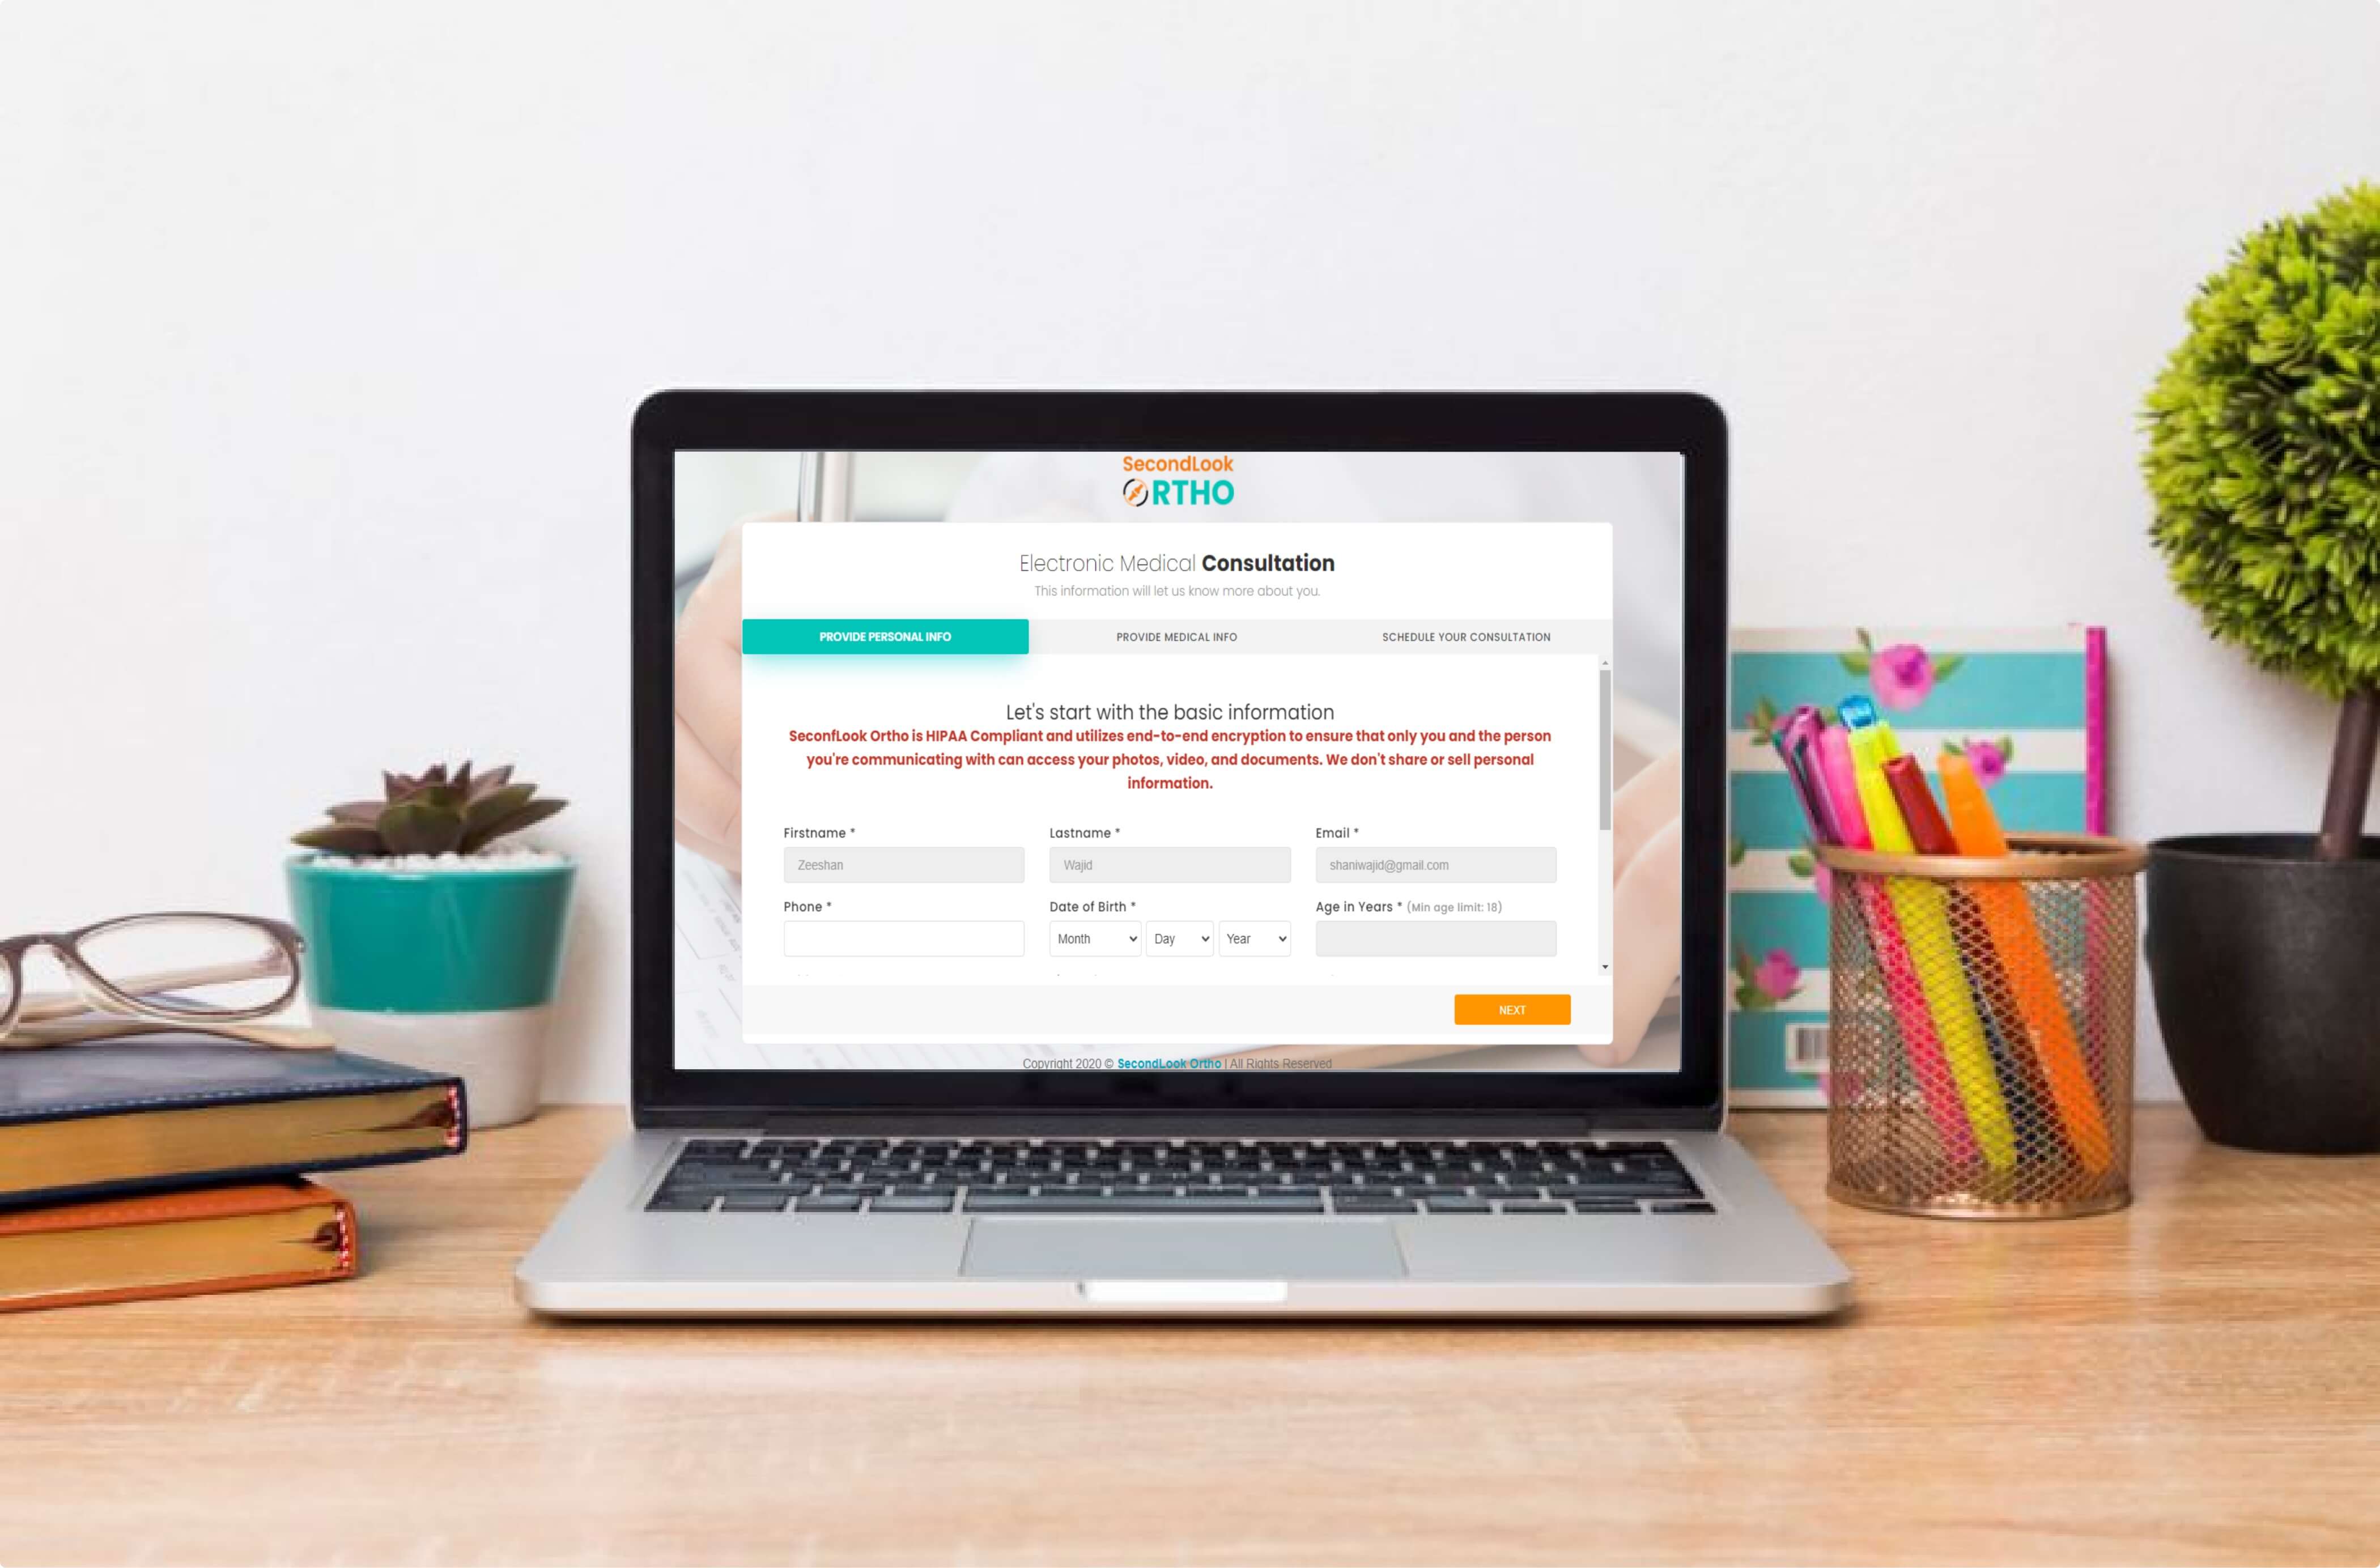 SecondLook
ORTHO
Electronic Medical Consultation
This information will let us know more about you.
PROVIDE PERSONAL INFO
PROVIDE MEDICAL INFO
SCHEDULE YOUR CONSULTATION
Let's start with the basic information
SeconfLook Ortho is HIPAA Compliant and utilizes end-to-end encryption to ensure that only you and the person
you're communicating with can access your photos, video, and documents. We don't share or sell personal
information.
Firstname *
Lastname *
Email *
Zeeshan
Wajid
shaniwajid@gmail.com
Phone *
Date of Birth *
Age in Years * (Min age limit: 18)
Month
Day
Year
NEXT
Copyright 2020 © SecondLook Ortho | All Rights Reserved